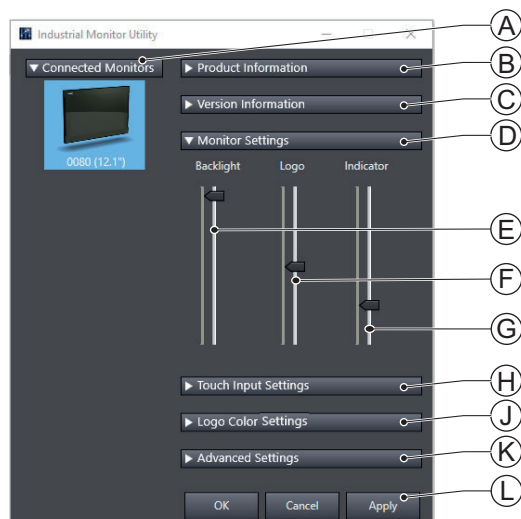 Industrial Monitor Utility
A
Connected Monitors
Product Information
B
Version Information
C
0080 (12.1")
Monitor Settings
D
Backlight Logo Indicator
E
F
G
Touch Input Settings
H
Logo Color Settings
J
Advanced Settings
K
OK Cancel Apply
L